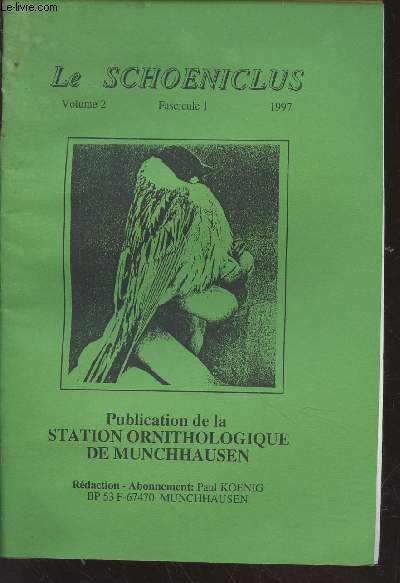 Le-livre.com
Le SCHOENICLUS
Volume 2 Fascicule 1 1997
Publication de la
STATION ORNITHOLOGIQUE
DE MUNCHHAUSEN
Rédaction - Abonnement: Paul KOENIG
BP 53 F-67470 MUNCHHAUSEN